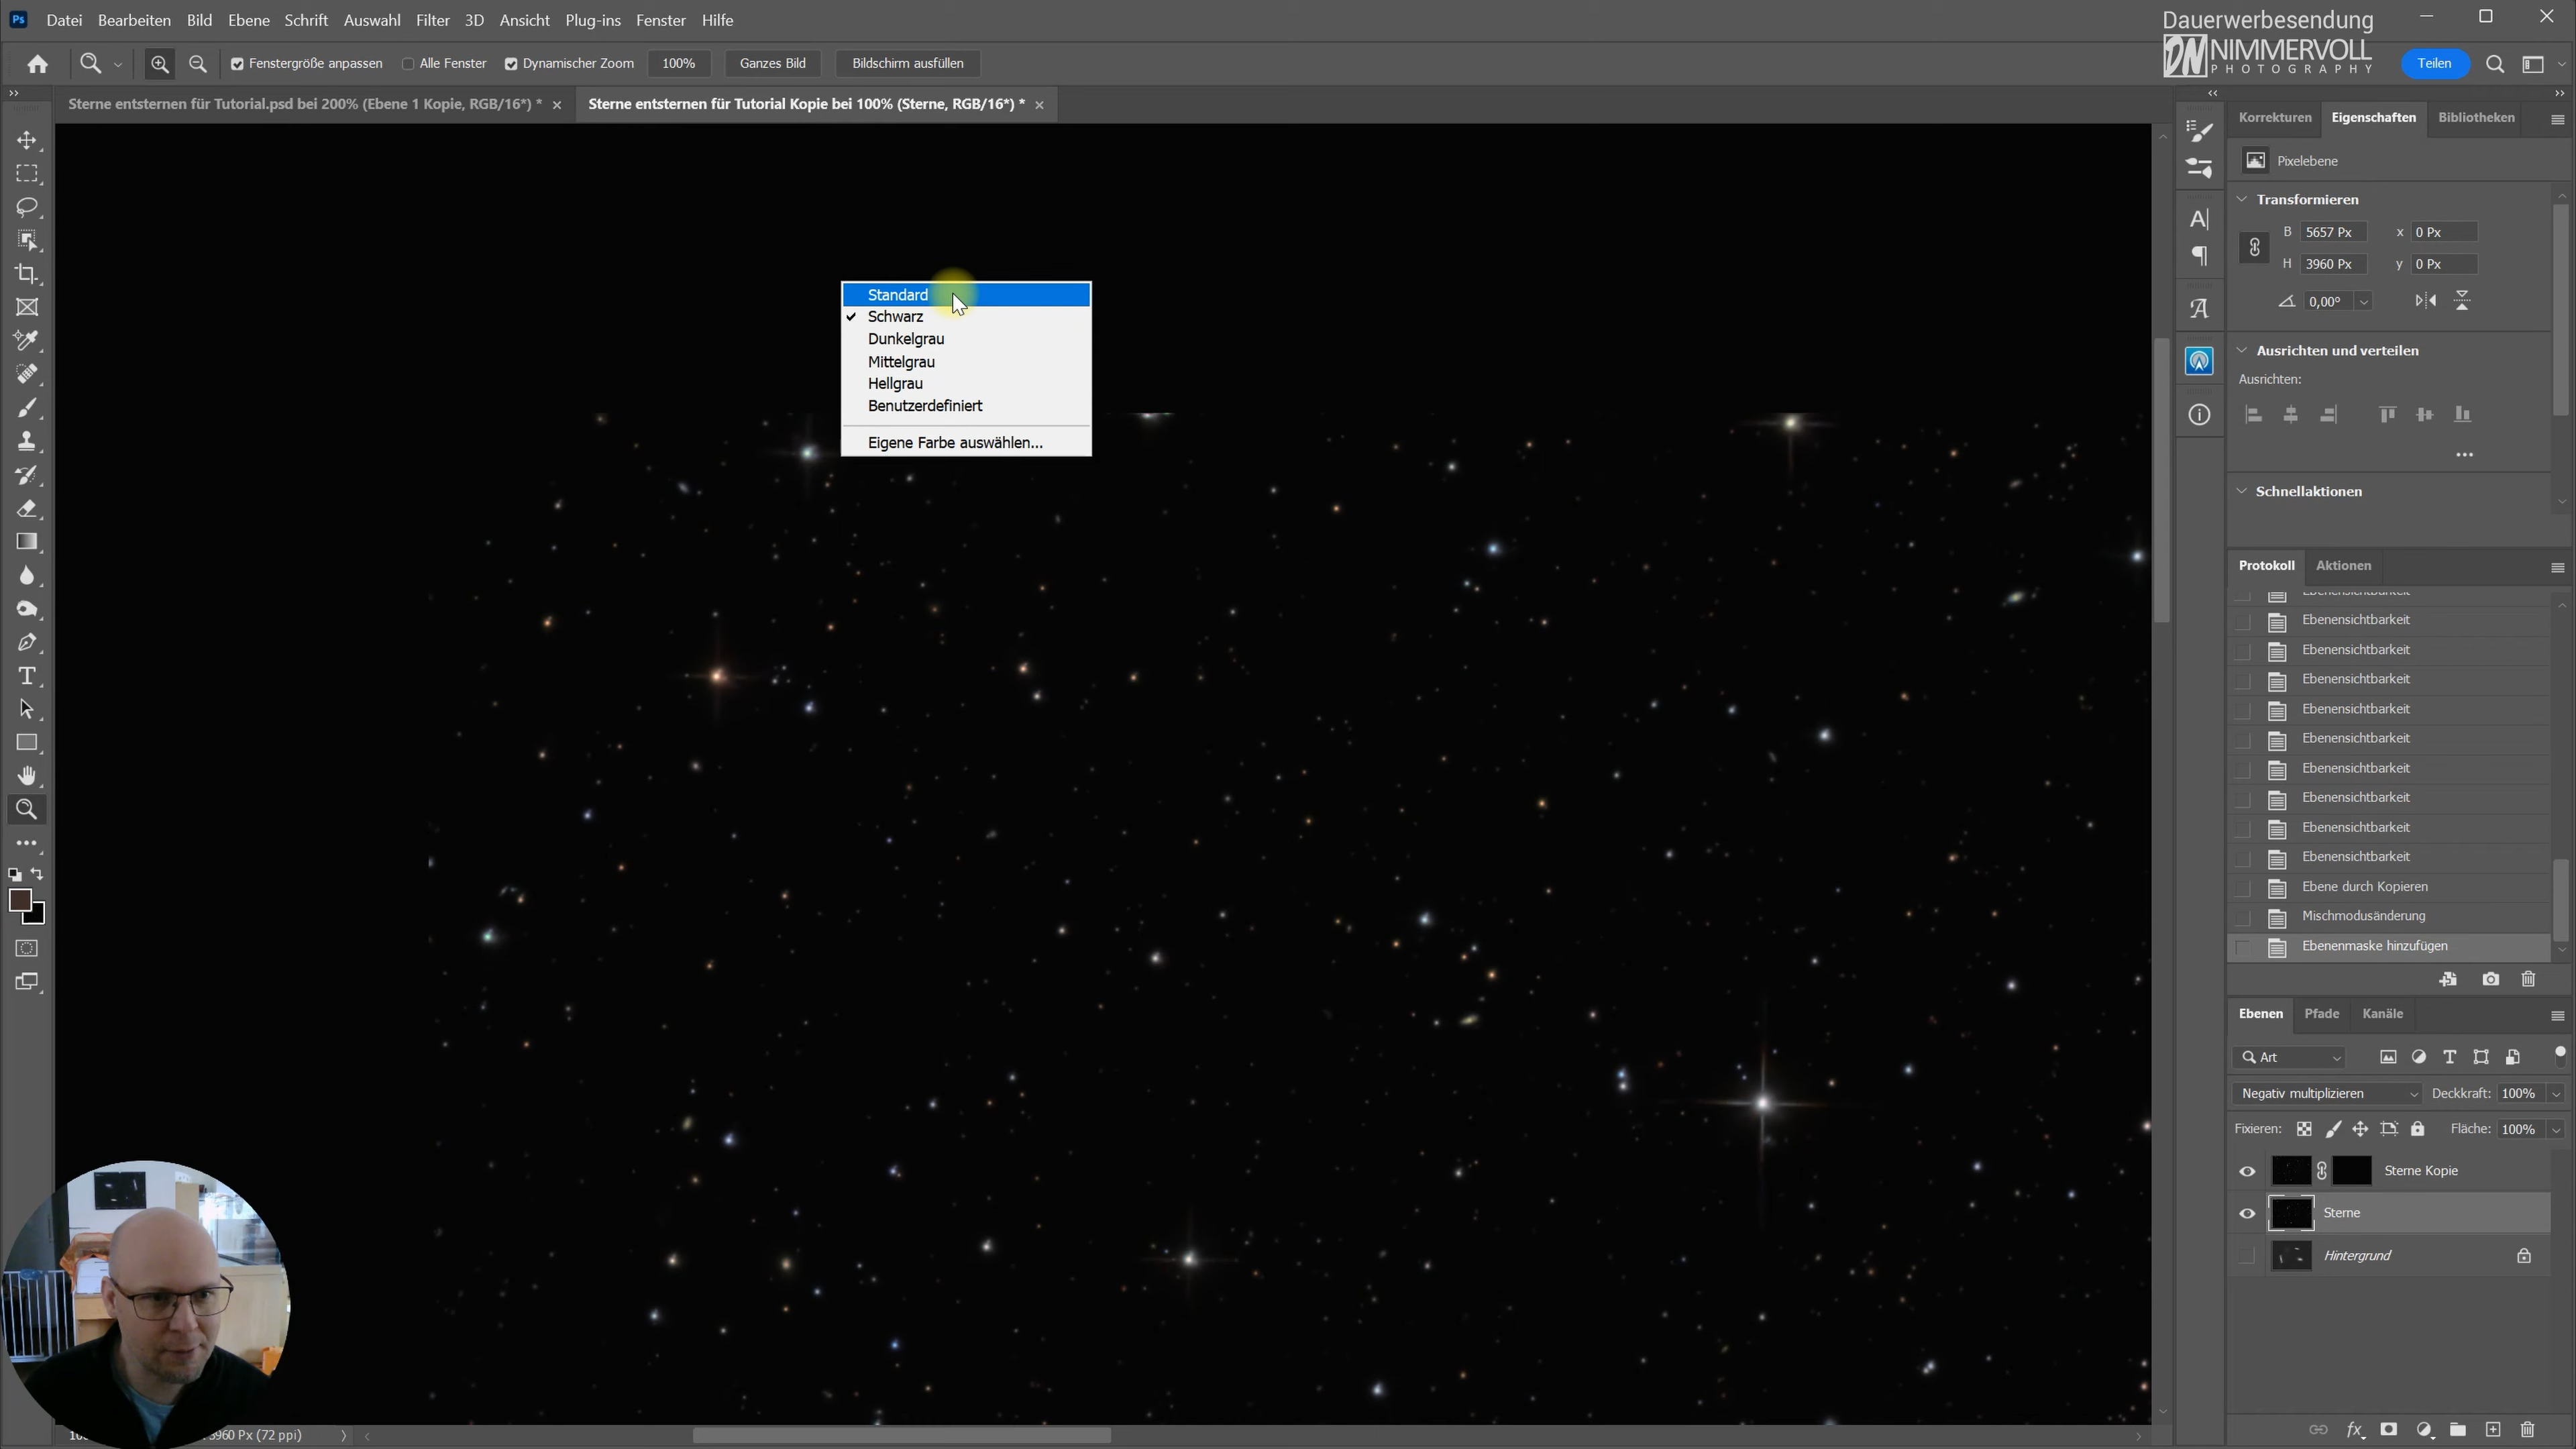 Datei Bearbeiten Bild Ebene Schrift Auswahl Filter 3D Ansicht Plug-ins Fenster Hilfe
Dauerwerbesendung
DN NIMMERVOLL
PHOTOGRAPHY
Fenstergröße anpassen Alle Fenster Dynamischer Zoom 100% Ganzes Bild Bildschirm ausfüllen
Teilen
Sterne entsternen für Tutorial.psd bei 200% (Ebene 1 Kopie, RGB/16*) *
Sterne entsternen für Tutorial Kopie bei 100% (Sterne, RGB/16*) *
Standard
Schwarz
Dunkelgrau
Mittelgrau
Hellgrau
Benutzerdefiniert
Eigene Farbe auswählen...
Korrekturen Eigenschaften Bibliotheken
Pixelebene
Transformieren
B 5657 Px x 0 Px
H 3960 Px y 0 Px
0,00°
Ausrichten und verteilen
Ausrichten:
Schnellaktionen
Protokoll Aktionen
Ebenensichtbarkeit
Ebenensichtbarkeit
Ebenensichtbarkeit
Ebenensichtbarkeit
Ebenensichtbarkeit
Ebenensichtbarkeit
Ebenensichtbarkeit
Ebenensichtbarkeit
Ebenensichtbarkeit
Ebenensichtbarkeit
Ebene durch Kopieren
Mischmodusänderung
Ebenenmaske hinzufügen
Ebenen Pfade Kanäle
Art
Negativ multiplizieren Deckkraft: 100%
Fixieren: Fläche: 100%
Sterne Kopie
Sterne
Hintergrund
3960 Px (72 ppi)